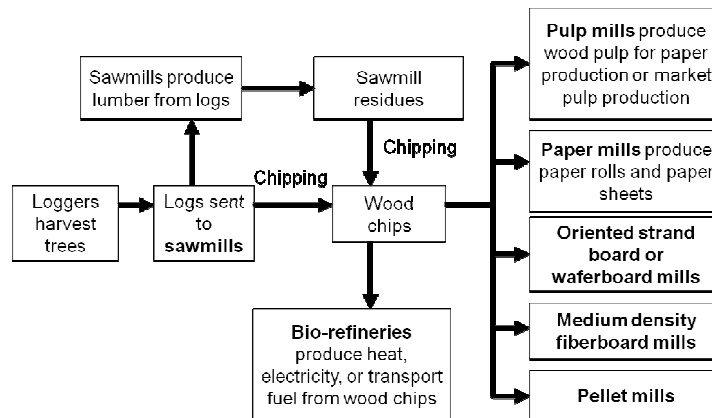 Pulp mills produce
wood pulp for paper
production or market
pulp production
Sawmills produce
lumber from logs
Sawmill
residues
Chipping
Paper mills produce
paper rolls and paper
sheets
Chipping
Loggers
harvest
trees
Logs sent
to
sawmills
Wood
chips
Oriented strand
board or
waferboard mills
Bio-refineries
produce heat,
electricity, or transport
fuel from wood chips
Medium density
fiberboard mills
Pellet mills